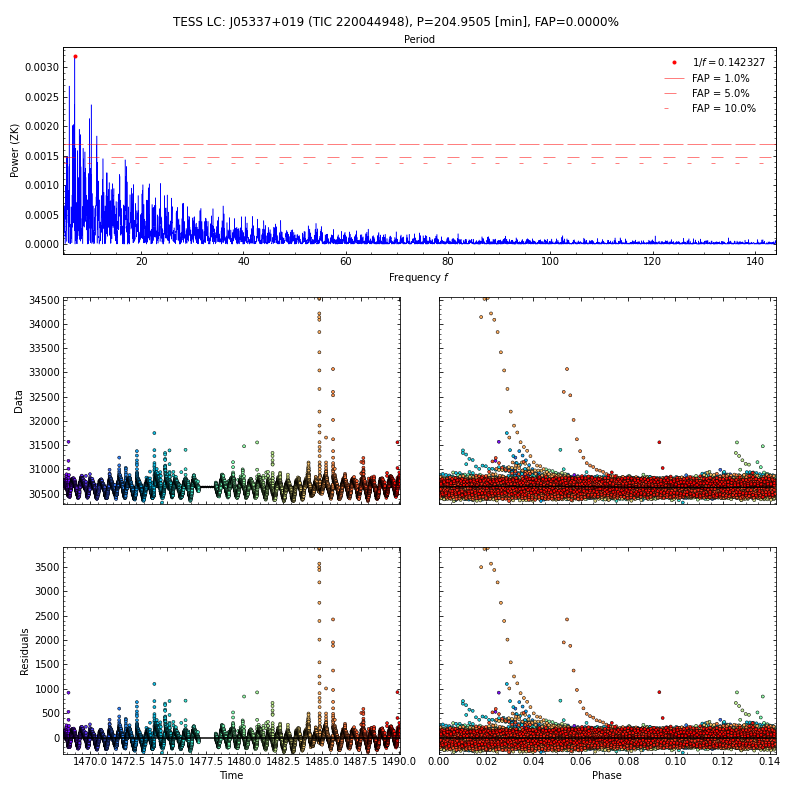 TESS LC: J05337+019 (TIC 220044948), P=204.9505 [min], FAP=0.0000%
Period
0.0030
0.0025
0.0020
0.0015
0.0010
0.0005
0.0000
Power (ZK)
1/f = 0.142327
FAP = 1.0%
FAP = 5.0%
FAP = 10.0%
20 40 60 80 100 120 140
Frequency f
34500
34000
33500
33000
32500
32000
31500
31000
30500
Data
3500
3000
2500
2000
1500
1000
500
0
Residuals
1470.0 1472.5 1475.0 1477.5 1480.0 1482.5 1485.0 1487.5 1490.0
Time
0.00 0.02 0.04 0.06 0.08 0.10 0.12 0.14
Phase